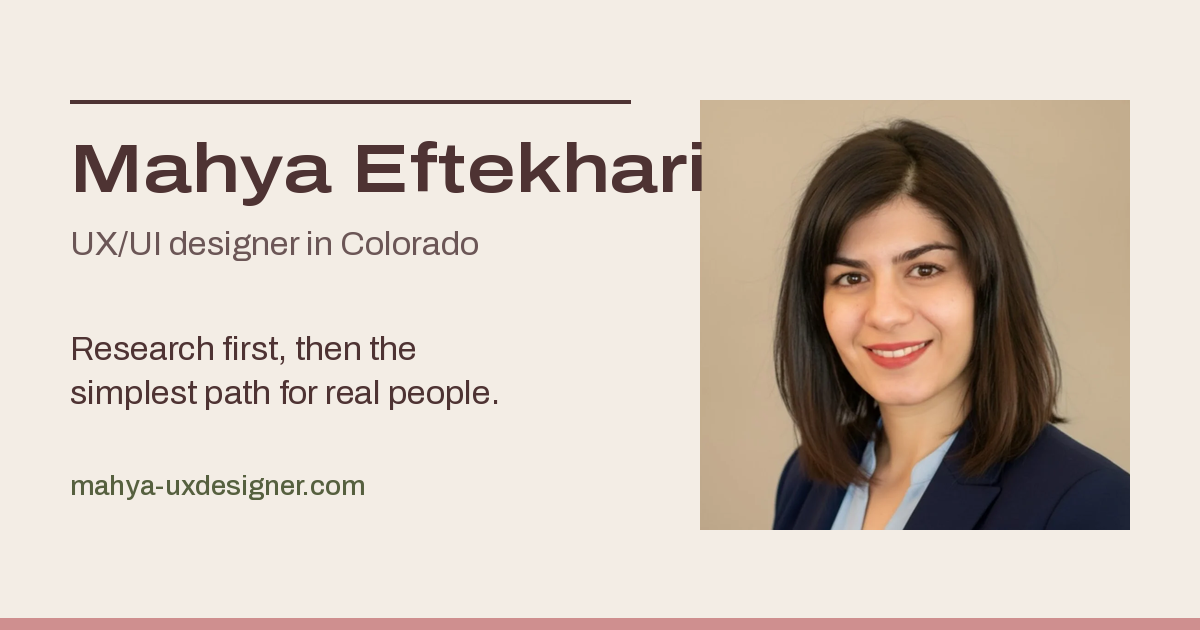 Mahya Eftekhari
UX/UI designer in Colorado
Research first, then the
simplest path for real people.
mahya-uxdesigner.com